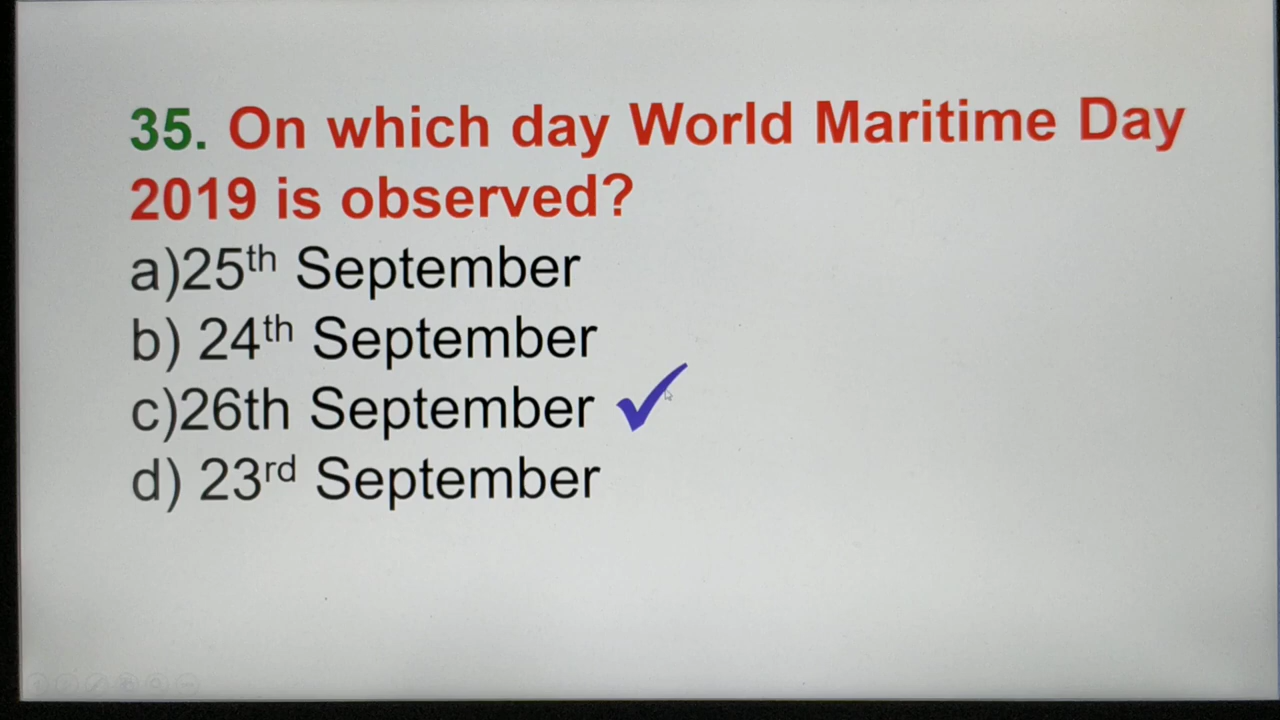 35. On which day World Maritime Day
2019 is observed?
a)25th September
b) 24th September
c)26th September
d) 23rd September